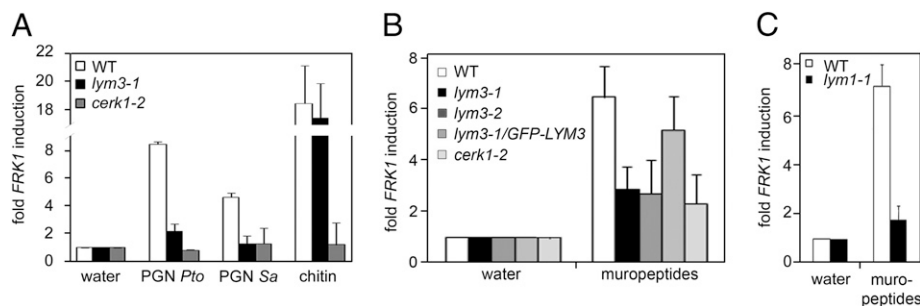 A
fold FRK1 induction
22
20
18
16
8
6
4
2
0
WT
lym3-1
cerk1-2
water PGN Pto PGN Sa chitin
B
fold FRK1 induction
8
6
4
2
0
WT
lym3-1
lym3-2
lym3-1/GFP-LYM3
cerk1-2
water muropeptides
C
fold FRK1 induction
8
6
4
2
0
WT
lym1-1
water muro-
peptides